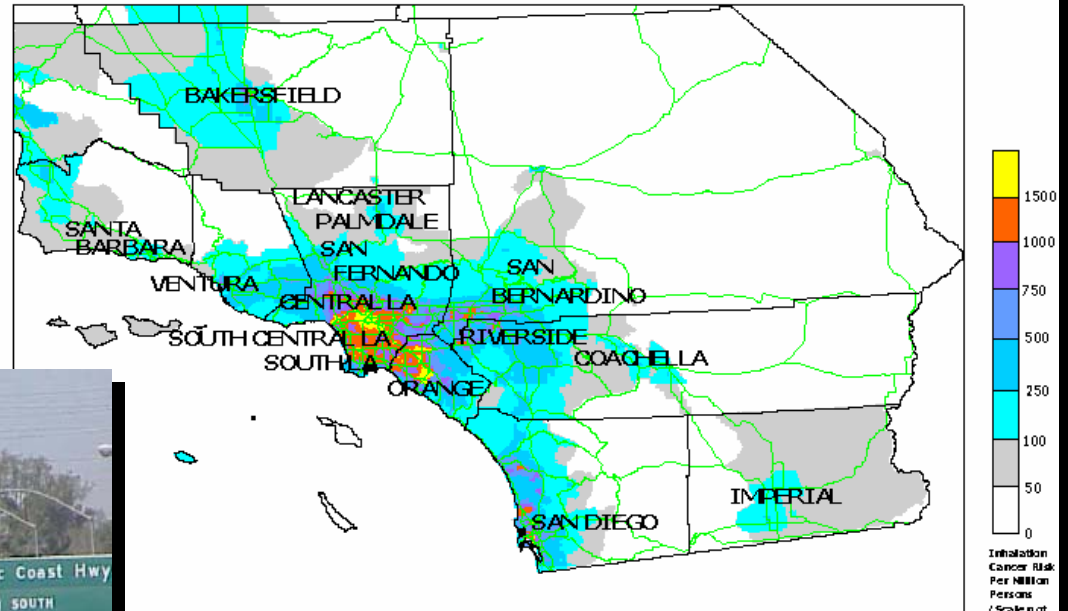 BAKERSFIELD
LANCASTER
PALMDALE
SANTA
BARBARA
SAN
FERNANDO
SAN
BERNARDINO
VENTURA
CENTRAL LA
SOUTH CENTRAL LA
RIVERSIDE
SOUTH LA
COACHELLA
ORANGE
IMPERIAL
SAN DIEGO
1500
1000
750
500
250
100
50
0
Inhalation
Cancer Risk
Per Million
Persons
(Scale not
Coast Hwy
SOUTH